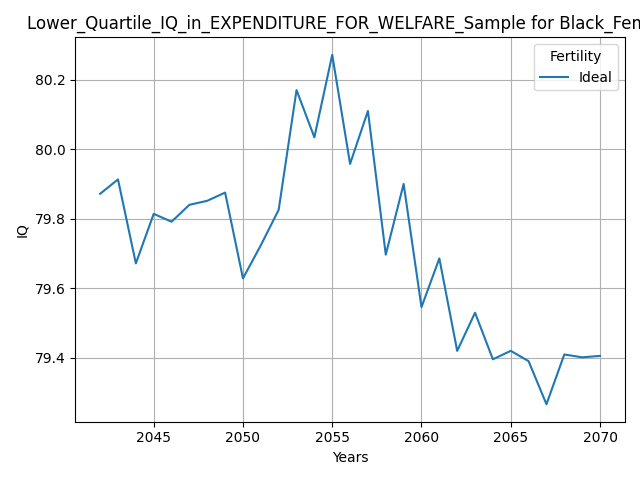 Lower_Quartile_IQ_in_EXPENDITURE_FOR_WELFARE_Sample for Black_Fem
Fertility
Ideal
80.2
80.0
79.8
79.6
79.4
IQ
2045 2050 2055 2060 2065 2070
Years